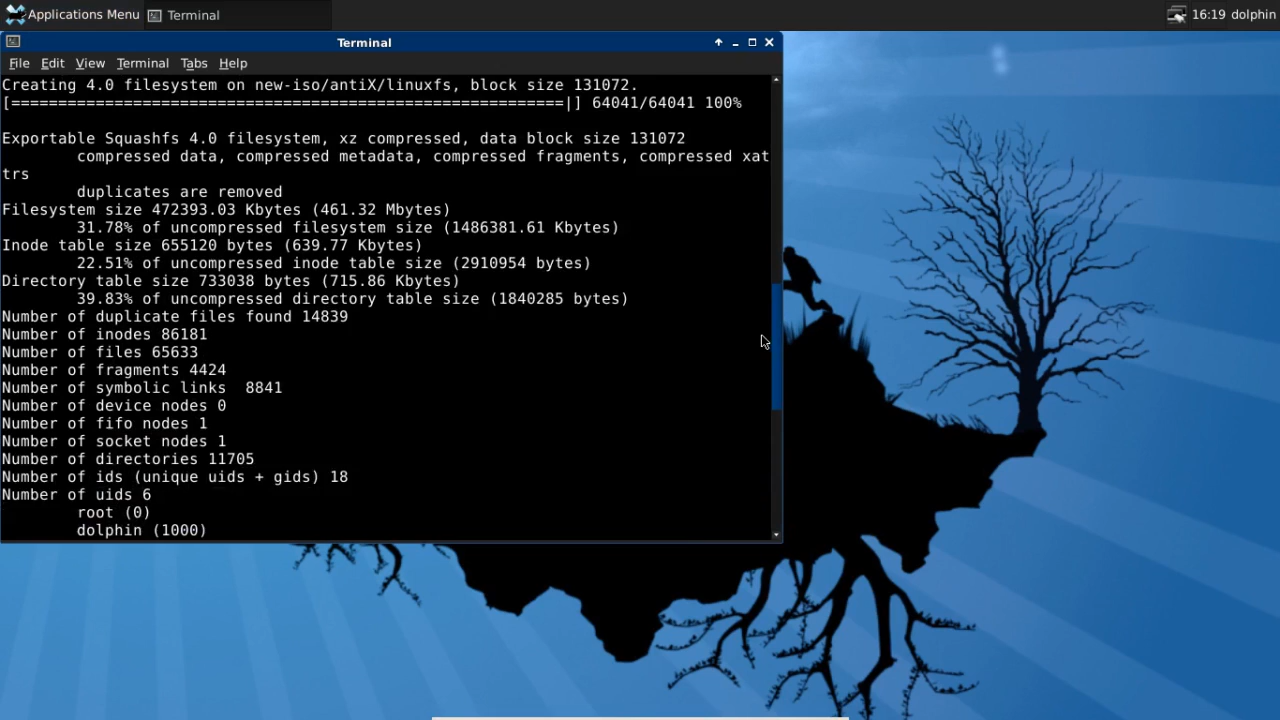 Applications Menu Terminal 16:19 dolphin
Terminal
File Edit View Terminal Tabs Help
Creating 4.0 filesystem on new-iso/antiX/linuxfs, block size 131072.
[===========================================================|] 64041/64041 100%
Exportable Squashfs 4.0 filesystem, xz compressed, data block size 131072
compressed data, compressed metadata, compressed fragments, compressed xat
trs
duplicates are removed
Filesystem size 472393.03 Kbytes (461.32 Mbytes)
31.78% of uncompressed filesystem size (1486381.61 Kbytes)
Inode table size 655120 bytes (639.77 Kbytes)
22.51% of uncompressed inode table size (2910954 bytes)
Directory table size 733038 bytes (715.86 Kbytes)
39.83% of uncompressed directory table size (1840285 bytes)
Number of duplicate files found 14839
Number of inodes 86181
Number of files 65633
Number of fragments 4424
Number of symbolic links  8841
Number of device nodes 0
Number of fifo nodes 1
Number of socket nodes 1
Number of directories 11705
Number of ids (unique uids + gids) 18
Number of uids 6
root (0)
dolphin (1000)